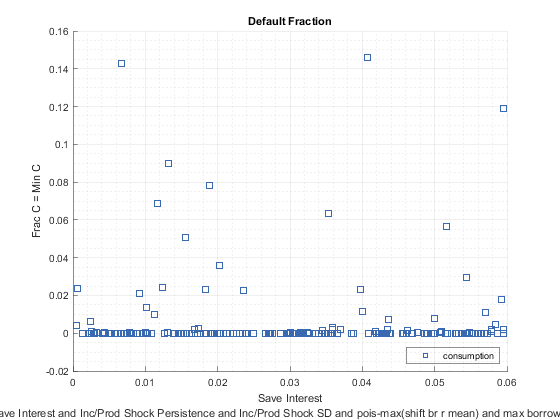 Default Fraction
0.16
0.14
0.12
0.1
0.08
0.06
0.04
0.02
0
-0.02
Frac C = Min C
consumption
0 0.01 0.02 0.03 0.04 0.05 0.06
Save Interest
ave Interest and Inc/Prod Shock Persistence and Inc/Prod Shock SD and pois-max(shift br r mean) and max borrow